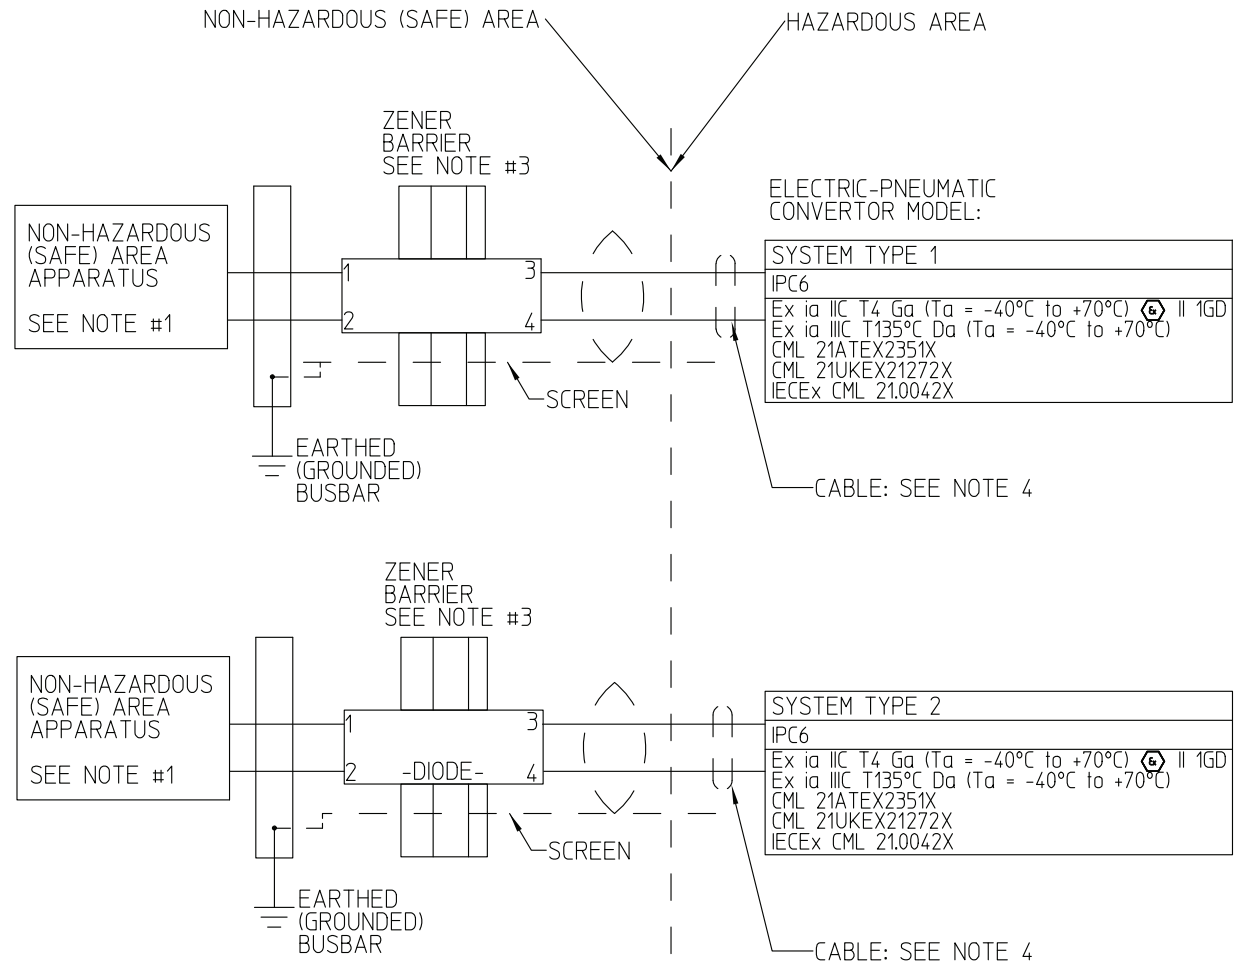 NON-HAZARDOUS (SAFE) AREA
HAZARDOUS AREA
ZENER
BARRIER
SEE NOTE #3
ELECTRIC-PNEUMATIC
CONVERTOR MODEL:
NON-HAZARDOUS
(SAFE) AREA
APPARATUS
SEE NOTE #1
1
2
3
4
SYSTEM TYPE 1
IPC6
Ex ia IIC T4 Ga (Ta = -40°C to +70°C) Ex II 1GD
Ex ia IIIC T135°C Da (Ta = -40°C to +70°C)
CML 21ATEX2351X
CML 21UKEX21272X
IECEx CML 21.0042X
SCREEN
EARTHED
(GROUNDED)
BUSBAR
CABLE: SEE NOTE 4
ZENER
BARRIER
SEE NOTE #3
NON-HAZARDOUS
(SAFE) AREA
APPARATUS
SEE NOTE #1
1
2
-DIODE-
3
4
SYSTEM TYPE 2
IPC6
Ex ia IIC T4 Ga (Ta = -40°C to +70°C) Ex II 1GD
Ex ia IIIC T135°C Da (Ta = -40°C to +70°C)
CML 21ATEX2351X
CML 21UKEX21272X
IECEx CML 21.0042X
SCREEN
EARTHED
(GROUNDED)
BUSBAR
CABLE: SEE NOTE 4